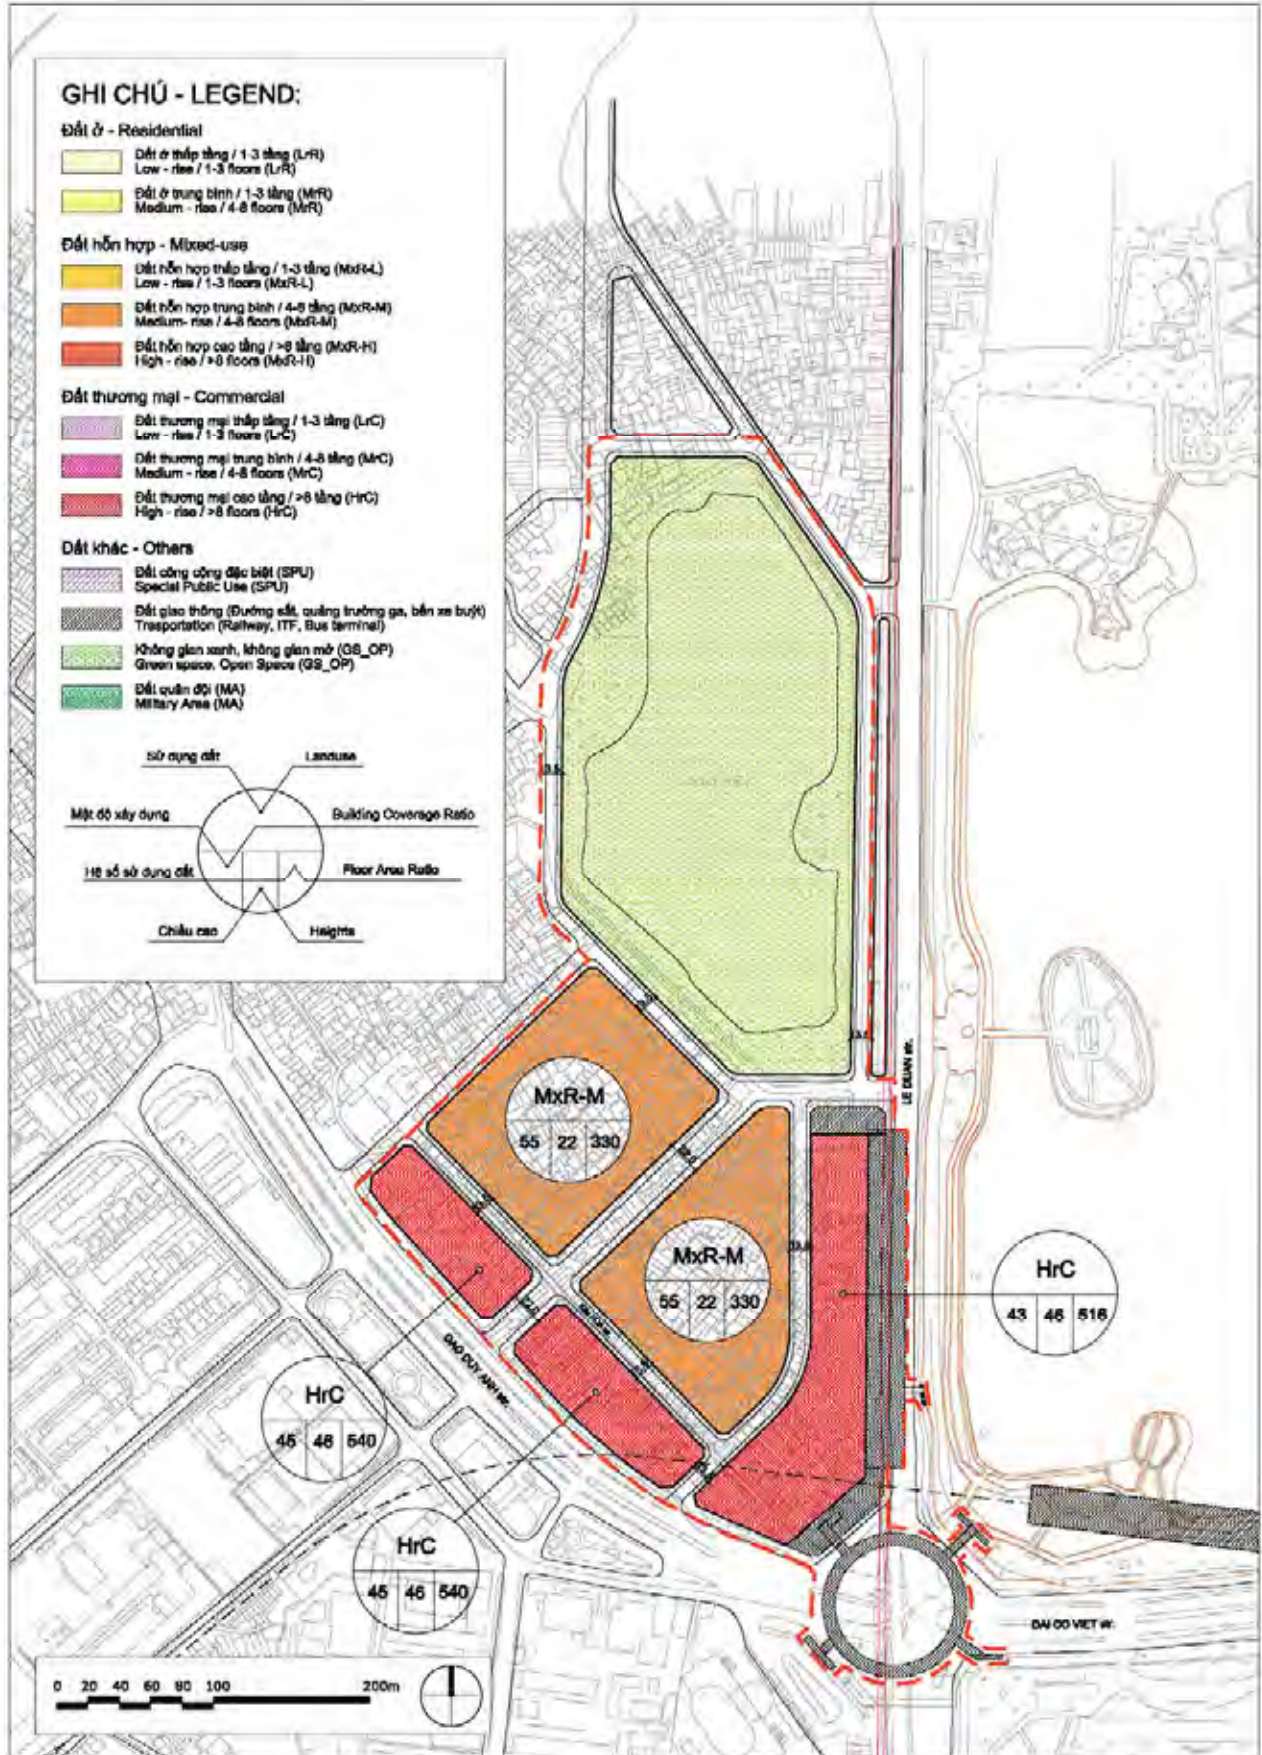 GHI CHÚ - LEGEND:
Đất ở - Residential
Đất ở thấp tầng / 1-3 tầng (LrR)
Low - rise / 1-3 floors (LrR)
Đất ở trung bình / 1-3 tầng (MrR)
Medium - rise / 4-8 floors (MrR)
Đất hỗn hợp - Mixed-use
Đất hỗn hợp thấp tầng / 1-3 tầng (MxR-L)
Low - rise / 1-3 floors (MxR-L)
Đất hỗn hợp trung bình / 4-8 tầng (MxR-M)
Medium- rise / 4-8 floors (MxR-M)
Đất hỗn hợp cao tầng / >8 tầng (MxR-H)
High - rise / >8 floors (MxR-H)
Đất thương mại - Commercial
Đất thương mại thấp tầng / 1-3 tầng (LrC)
Low - rise / 1-3 floors (LrC)
Đất thương mại trung bình / 4-8 tầng (MrC)
Medium - rise / 4-8 floors (MrC)
Đất thương mại cao tầng / >8 tầng (HrC)
High - rise / >8 floors (HrC)
Đất khác - Others
Đất công cộng đặc biệt (SPU)
Special Public Use (SPU)
Đất giao thông (Đường sắt, quảng trường ga, bến xe buýt)
Trasportation (Railway, ITF, Bus terminal)
Không gian xanh, không gian mở (GS_OP)
Green space, Open Space (GS_OP)
Đất quân đội (MA)
Military Area (MA)
Sử dụng đất
Landuse
Mật độ xây dựng
Building Coverage Ratio
Hệ số sử dụng đất
Floor Area Ratio
Chiều cao
Heights
LE DUAN str.
MxR-M
55 22 330
MxR-M
55 22 330
HrC
43 46 516
DAO DUY ANH str.
HrC
45 46 540
HrC
45 46 540
DAI CO VIET str.
0 20 40 60 80 100 200m